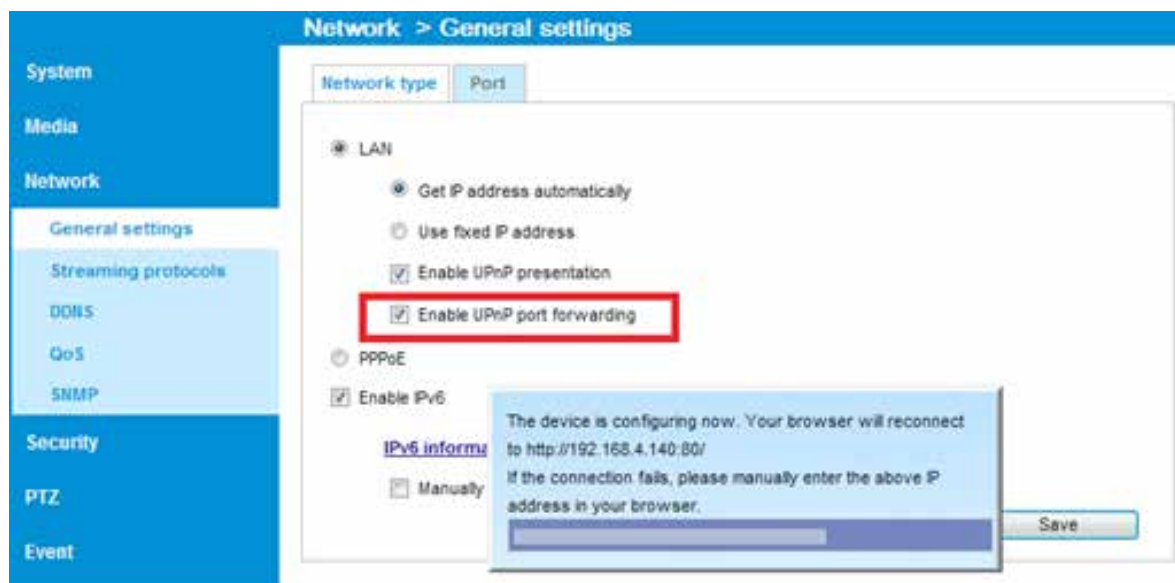 Network > General settings
System
Media
Network
General settings
Streaming protocols
DDNS
QoS
SNMP
Security
PTZ
Event
Network type
Port
LAN
Get IP address automatically
Use fixed IP address
Enable UPnP presentation
Enable UPnP port forwarding
PPPoE
Enable IPv6
IPv6 informa
Manually
The device is configuring now. Your browser will reconnect
to http://192.168.4.140:80/
If the connection fails, please manually enter the above IP
address in your browser.
Save